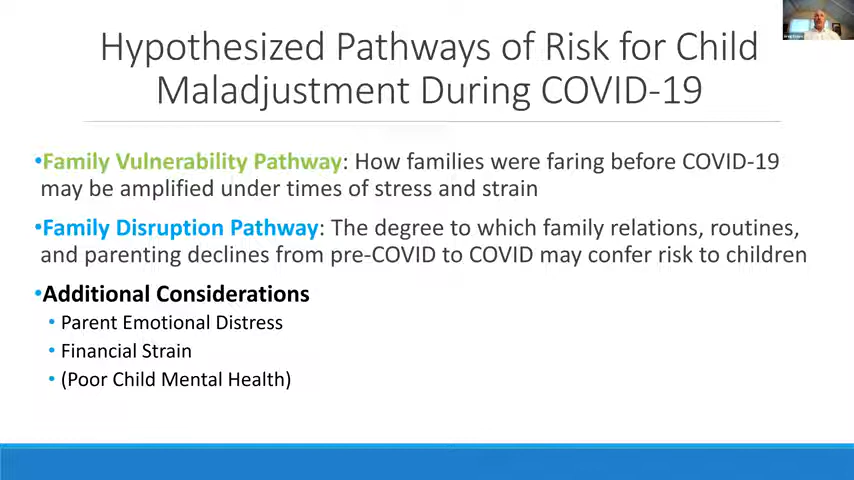 Hypothesized Pathways of Risk for Child
Maladjustment During COVID-19
•Family Vulnerability Pathway: How families were faring before COVID-19
may be amplified under times of stress and strain
•Family Disruption Pathway: The degree to which family relations, routines,
and parenting declines from pre-COVID to COVID may confer risk to children
•Additional Considerations
• Parent Emotional Distress
• Financial Strain
• (Poor Child Mental Health)